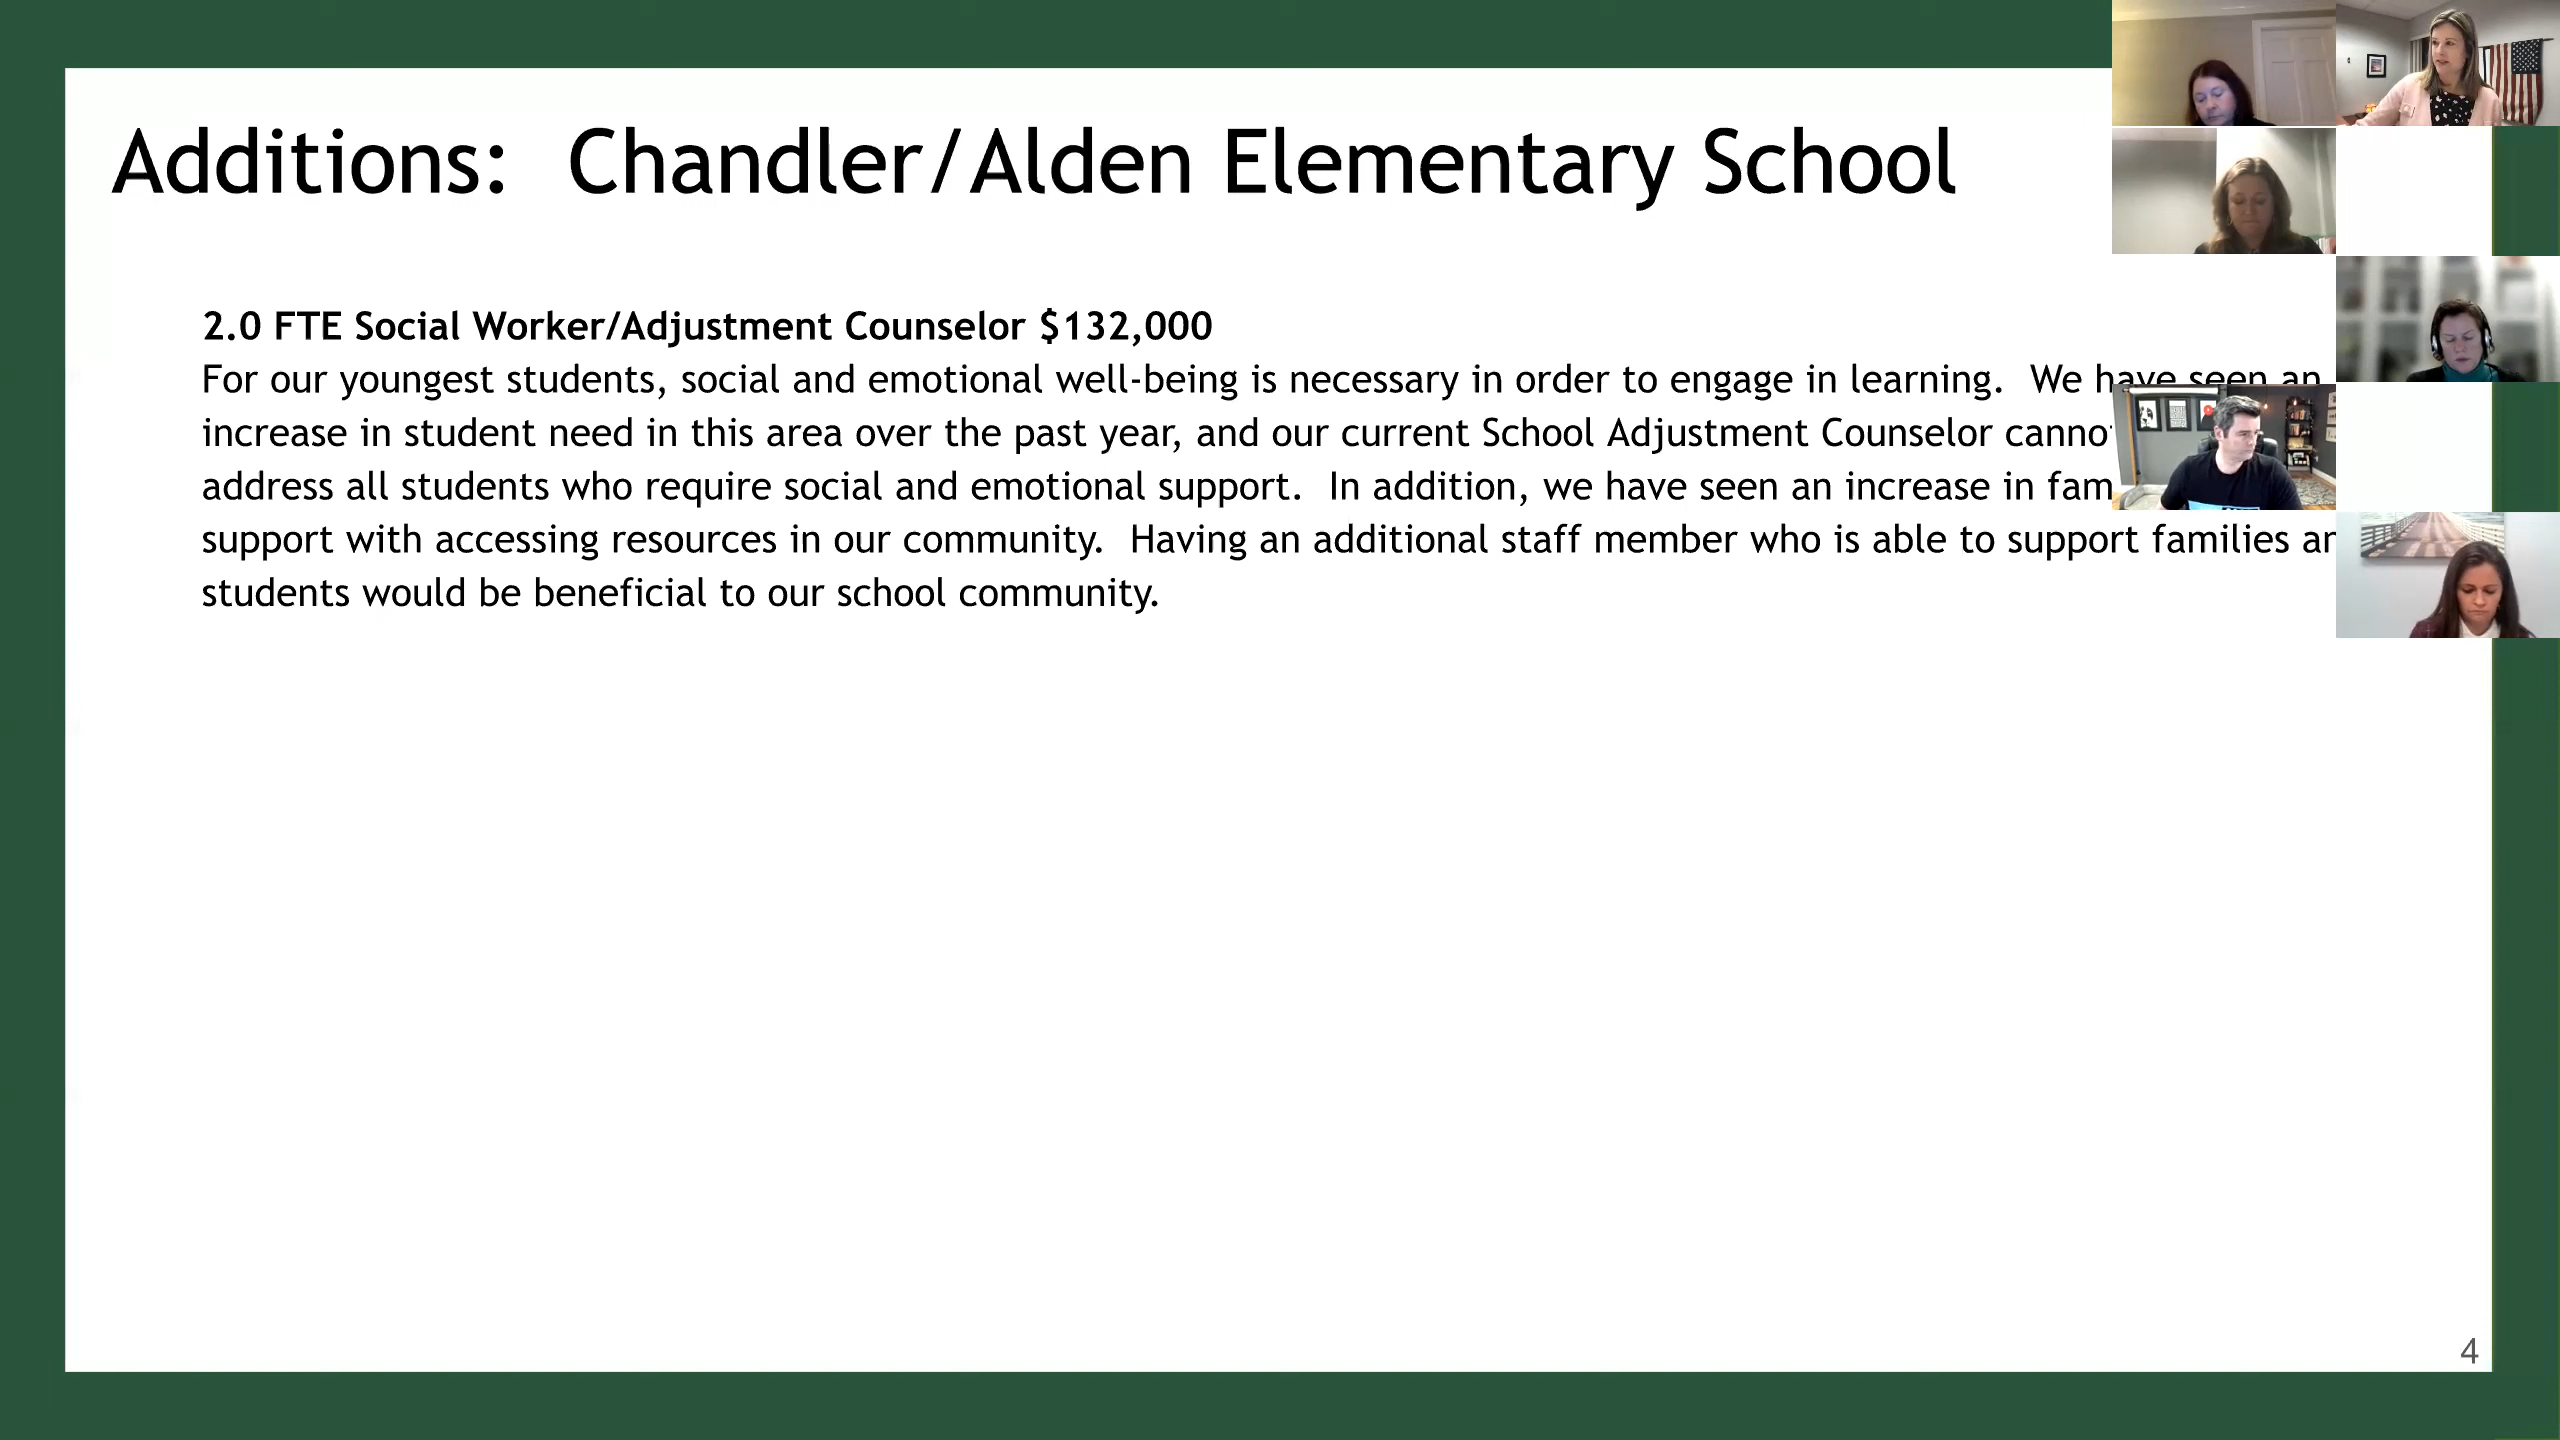 Additions: Chandler/Alden Elementary School
2.0 FTE Social Worker/Adjustment Counselor $132,000
For our youngest students, social and emotional well-being is necessary in order to engage in learning. We have seen an
increase in student need in this area over the past year, and our current School Adjustment Counselor
address all students who require social and emotional support. In addition, we have seen an increase in
support with accessing resources in our community. Having an additional staff member who is able to support families
students would be beneficial to our school community.
4